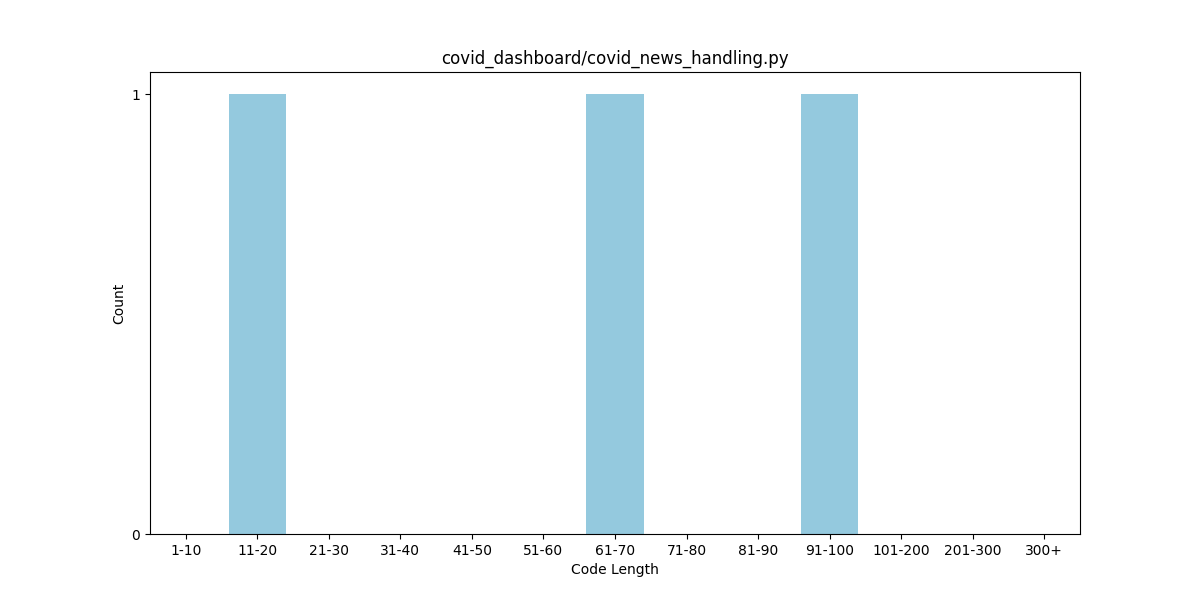 covid_dashboard/covid_news_handling.py
1
Count
0
1-10 11-20 21-30 31-40 41-50 51-60 61-70 71-80 81-90 91-100 101-200 201-300 300+
Code Length